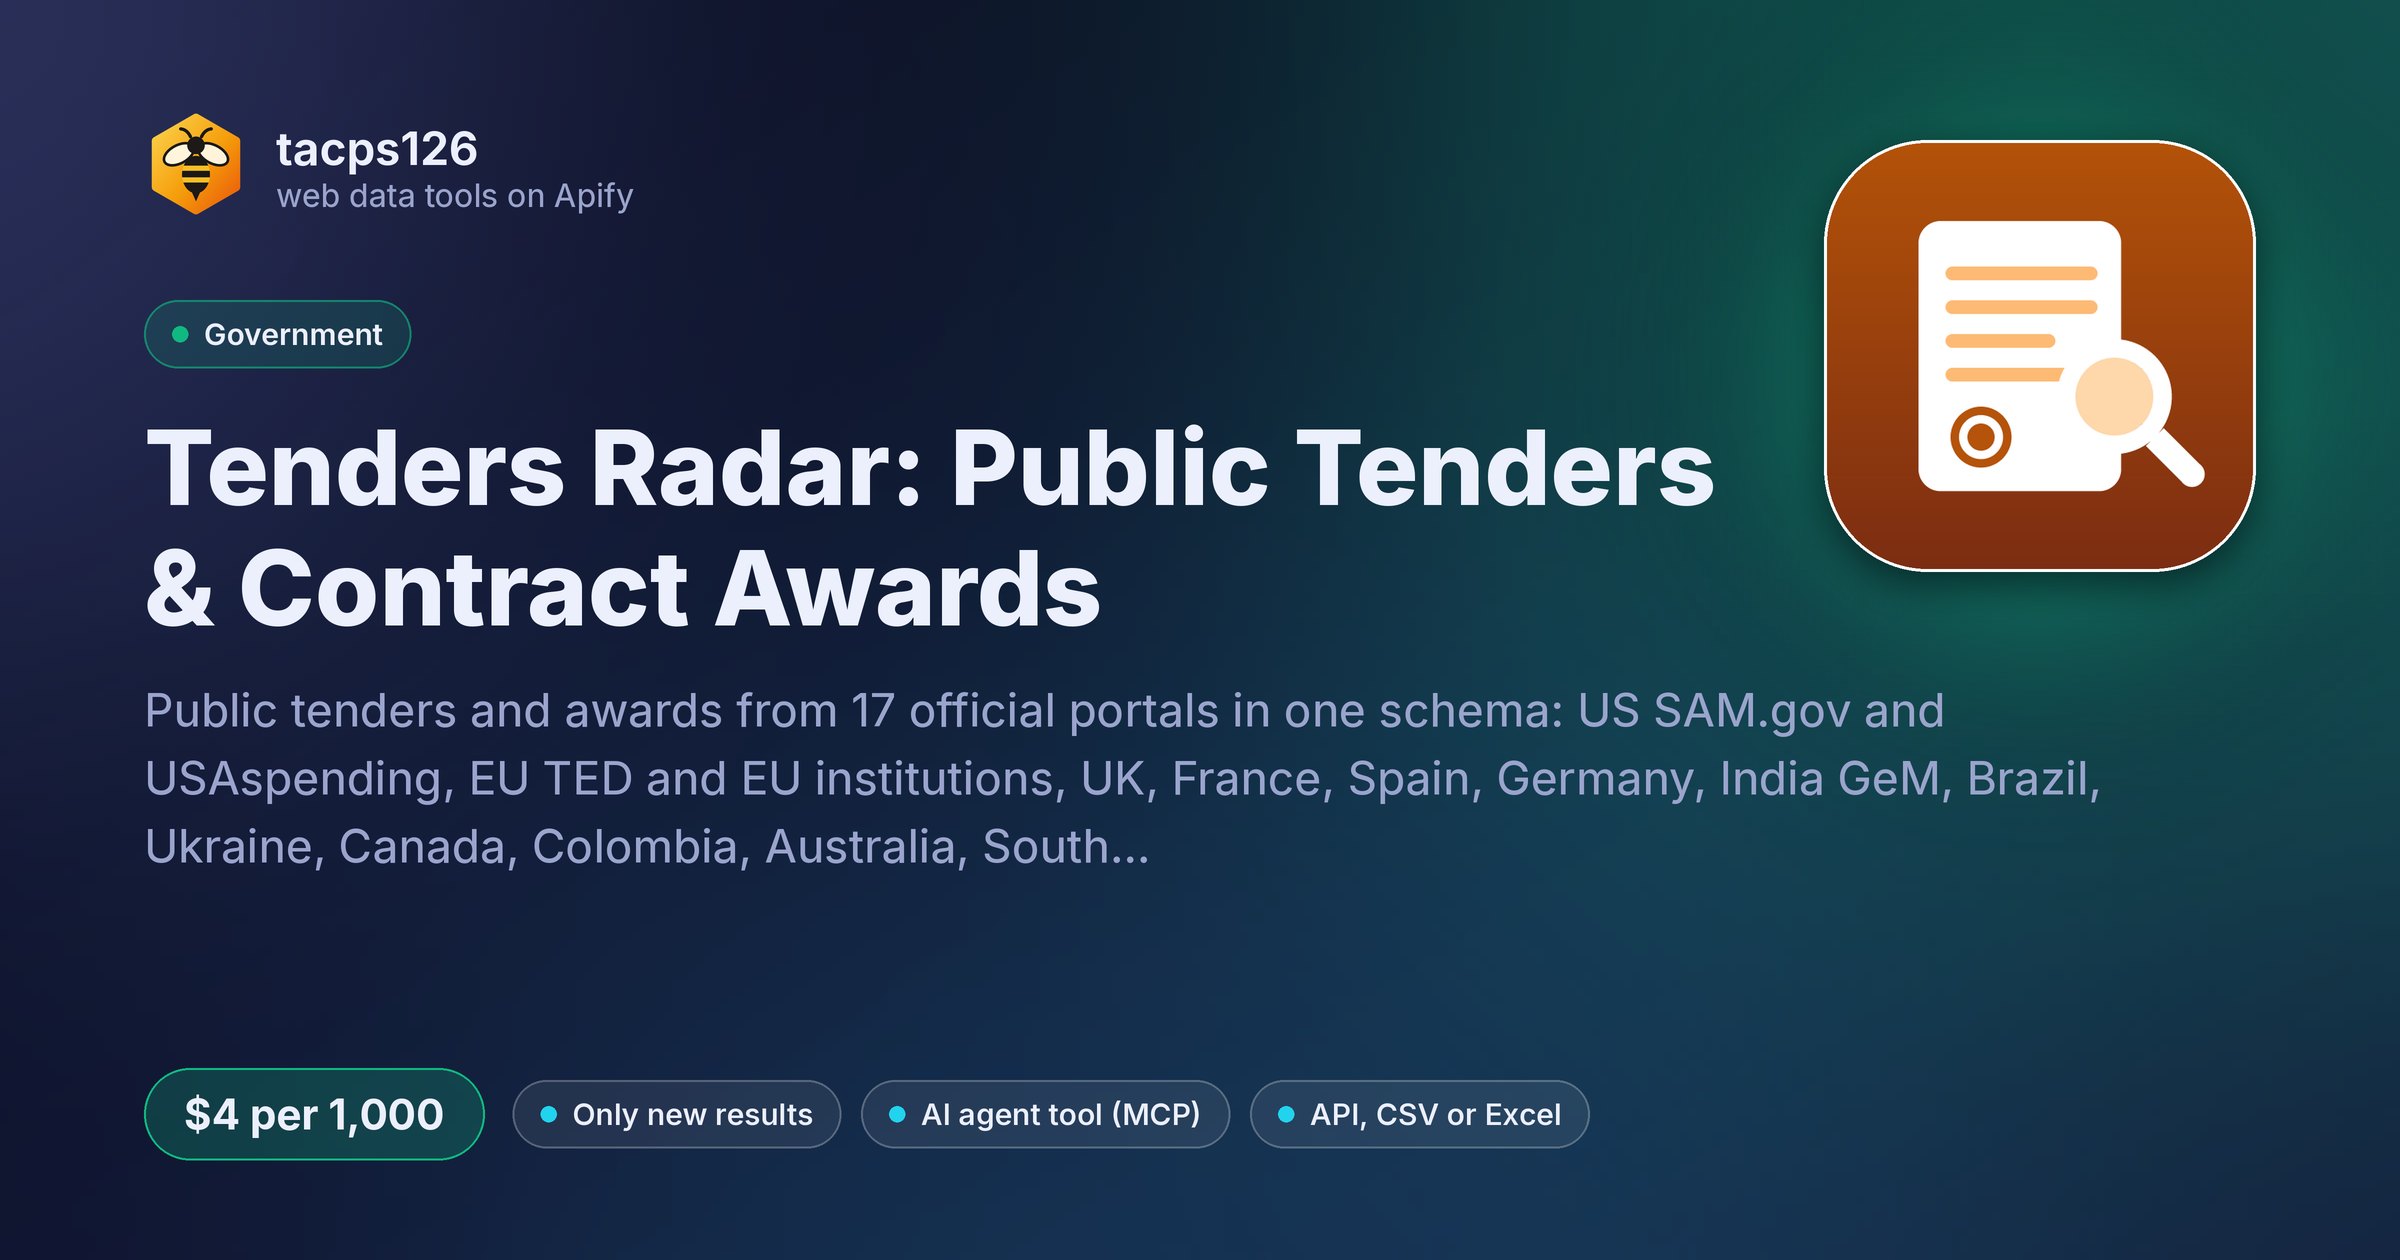 tacps126
web data tools on Apify
Government
Tenders Radar: Public Tenders
& Contract Awards
Public tenders and awards from 17 official portals in one schema: US SAM.gov and
USAspending, EU TED and EU institutions, UK, France, Spain, Germany, India GeM, Brazil,
Ukraine, Canada, Colombia, Australia, South...
$4 per 1,000
Only new results
AI agent tool (MCP)
API, CSV or Excel